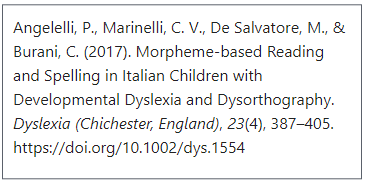 Angelelli, P., Marinelli, C. V., De Salvatore, M., &
Burani, C. (2017). Morpheme-based Reading
and Spelling in Italian Children with
Developmental Dyslexia and Dysorthography.
Dyslexia (Chichester, England), 23(4), 387–405.
https://doi.org/10.1002/dys.1554